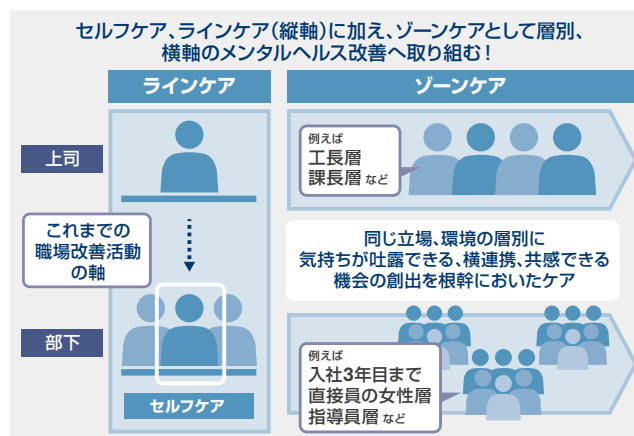 セルフケア、ラインケア（縦軸）に加え、ゾーンケアとして層別、
横軸のメンタルヘルス改善へ取り組む！
ラインケア
ゾーンケア
上司
例えば
工長層
課長層 など
これまでの
職場改善活動
の軸
同じ立場、環境の層別に
気持ちが吐露できる、横連携、共感できる
機会の創出を根幹においたケア
部下
セルフケア
例えば
入社3年目まで
直接員の女性層
指導員層 など